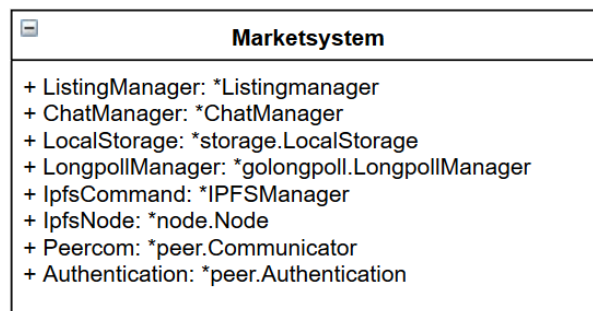 Marketsystem
+ ListingManager: *Listingmanager
+ ChatManager: *ChatManager
+ LocalStorage: *storage.LocalStorage
+ LongpollManager: *golongpoll.LongpollManager
+ IpfsCommand: *IPFSManager
+ IpfsNode: *node.Node
+ Peercom: *peer.Communicator
+ Authentication: *peer.Authentication